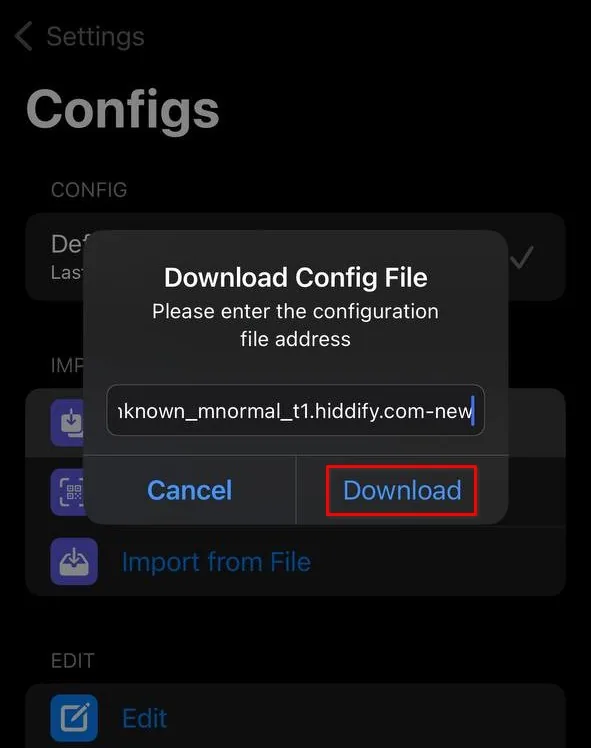 Settings
Configs
CONFIG
Download Config File
Please enter the configuration
file address
known_mnormal_t1.hiddify.com-new
Cancel
Download
Import from File
EDIT
Edit